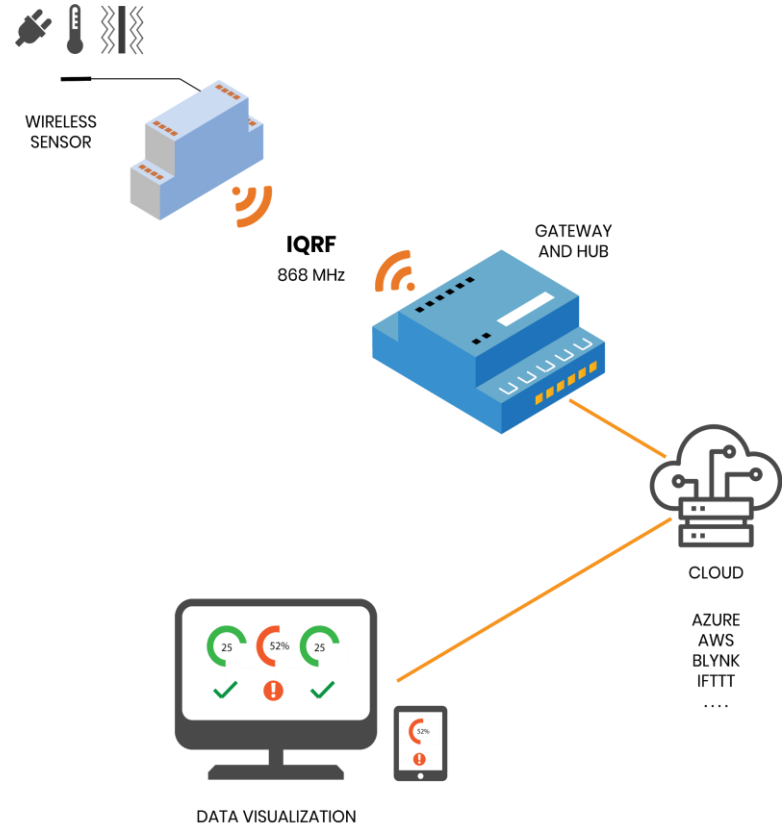 WIRELESS
SENSOR
IQRF
868 MHz
GATEWAY
AND HUB
CLOUD
AZURE
AWS
BLYNK
IFTTT
....
25
52%
25
52%
DATA VISUALIZATION